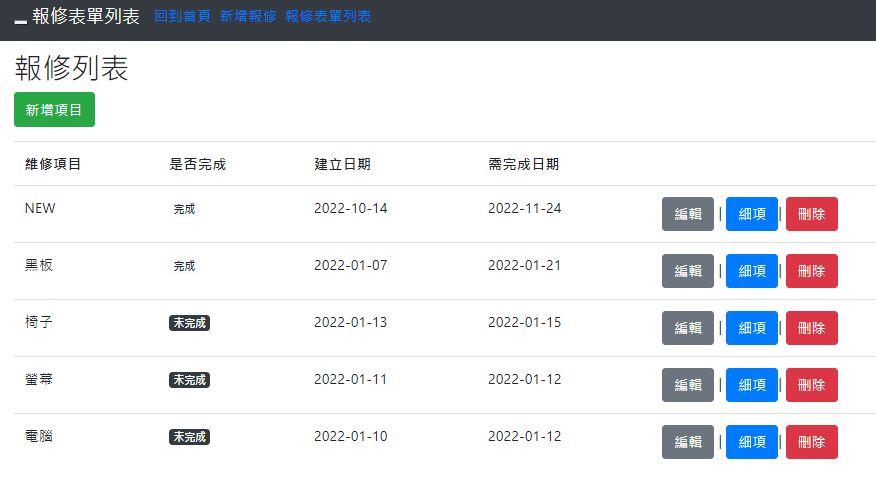 報修表單列表 回到首頁 新增報修 報修表單列表
報修列表
新增項目
維修項目 是否完成 建立日期 需完成日期
NEW 完成 2022-10-14 2022-11-24 編輯 | 細項 | 刪除
黑板 完成 2022-01-07 2022-01-21 編輯 | 細項 | 刪除
椅子 未完成 2022-01-13 2022-01-15 編輯 | 細項 | 刪除
螢幕 未完成 2022-01-11 2022-01-12 編輯 | 細項 | 刪除
電腦 未完成 2022-01-10 2022-01-12 編輯 | 細項 | 刪除